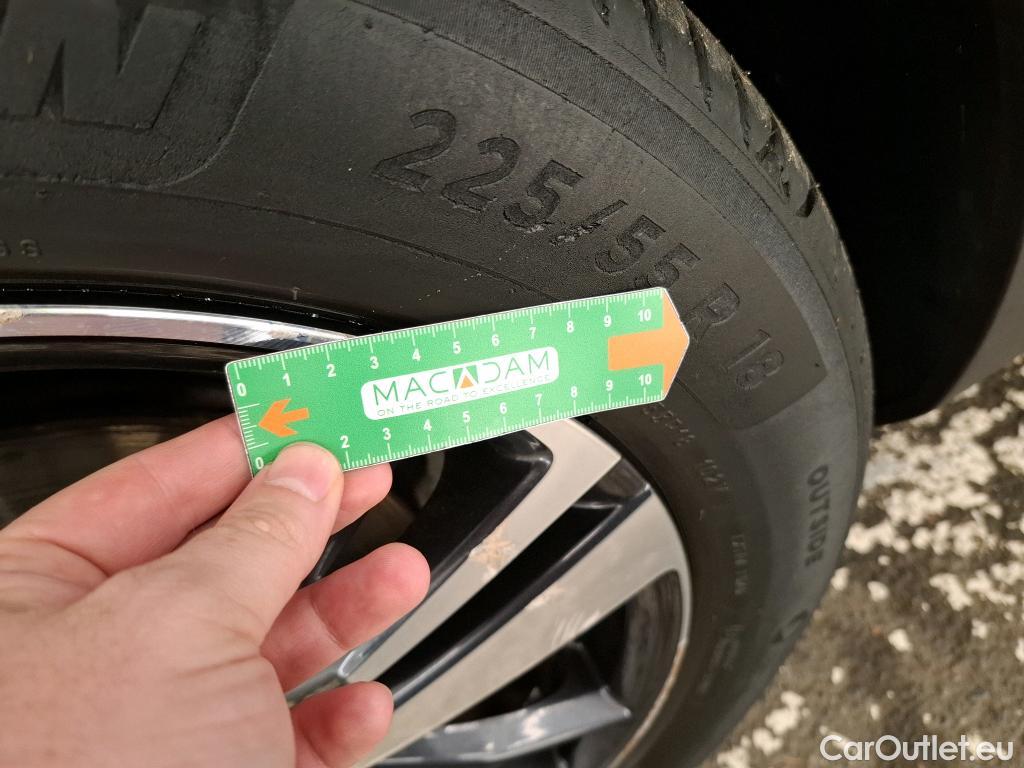 225/55 R 18
0 1 2 3 4 5 6 7 8 9 10
MACADAM
ON THE ROAD TO EXCELLENCE
0 2 3 4 5 6 7 8 9 10
OUTSIDE
CarOutlet.eu